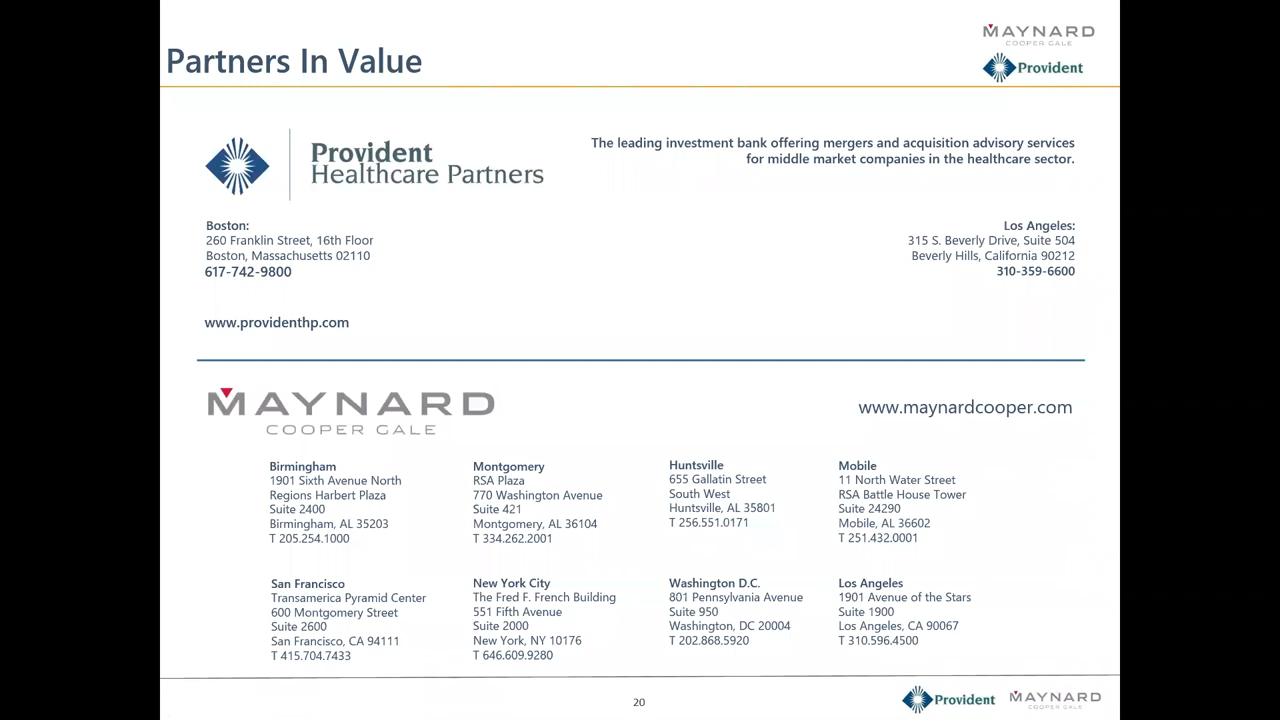 Partners In Value
MAYNARD
COOPER GALE
Provident
Provident
Healthcare Partners
The leading investment bank offering mergers and acquisition advisory services
for middle market companies in the healthcare sector.
Boston:
260 Franklin Street, 16th Floor
Boston, Massachusetts 02110
617-742-9800
Los Angeles:
315 S. Beverly Drive, Suite 504
Beverly Hills, California 90212
310-359-6600
www.providenthp.com
MAYNARD
COOPER GALE
www.maynardcooper.com
Birmingham
1901 Sixth Avenue North
Regions Harbert Plaza
Suite 2400
Birmingham, AL 35203
T 205.254.1000
Montgomery
RSA Plaza
770 Washington Avenue
Suite 421
Montgomery, AL 36104
T 334.262.2001
Huntsville
655 Gallatin Street
South West
Huntsville, AL 35801
T 256.551.0171
Mobile
11 North Water Street
RSA Battle House Tower
Suite 24290
Mobile, AL 36602
T 251.432.0001
San Francisco
Transamerica Pyramid Center
600 Montgomery Street
Suite 2600
San Francisco, CA 94111
T 415.704.7433
New York City
The Fred F. French Building
551 Fifth Avenue
Suite 2000
New York, NY 10176
T 646.609.9280
Washington D.C.
801 Pennsylvania Avenue
Suite 950
Washington, DC 20004
T 202.868.5920
Los Angeles
1901 Avenue of the Stars
Suite 1900
Los Angeles, CA 90067
T 310.596.4500
20
Provident
MAYNARD
COOPER GALE